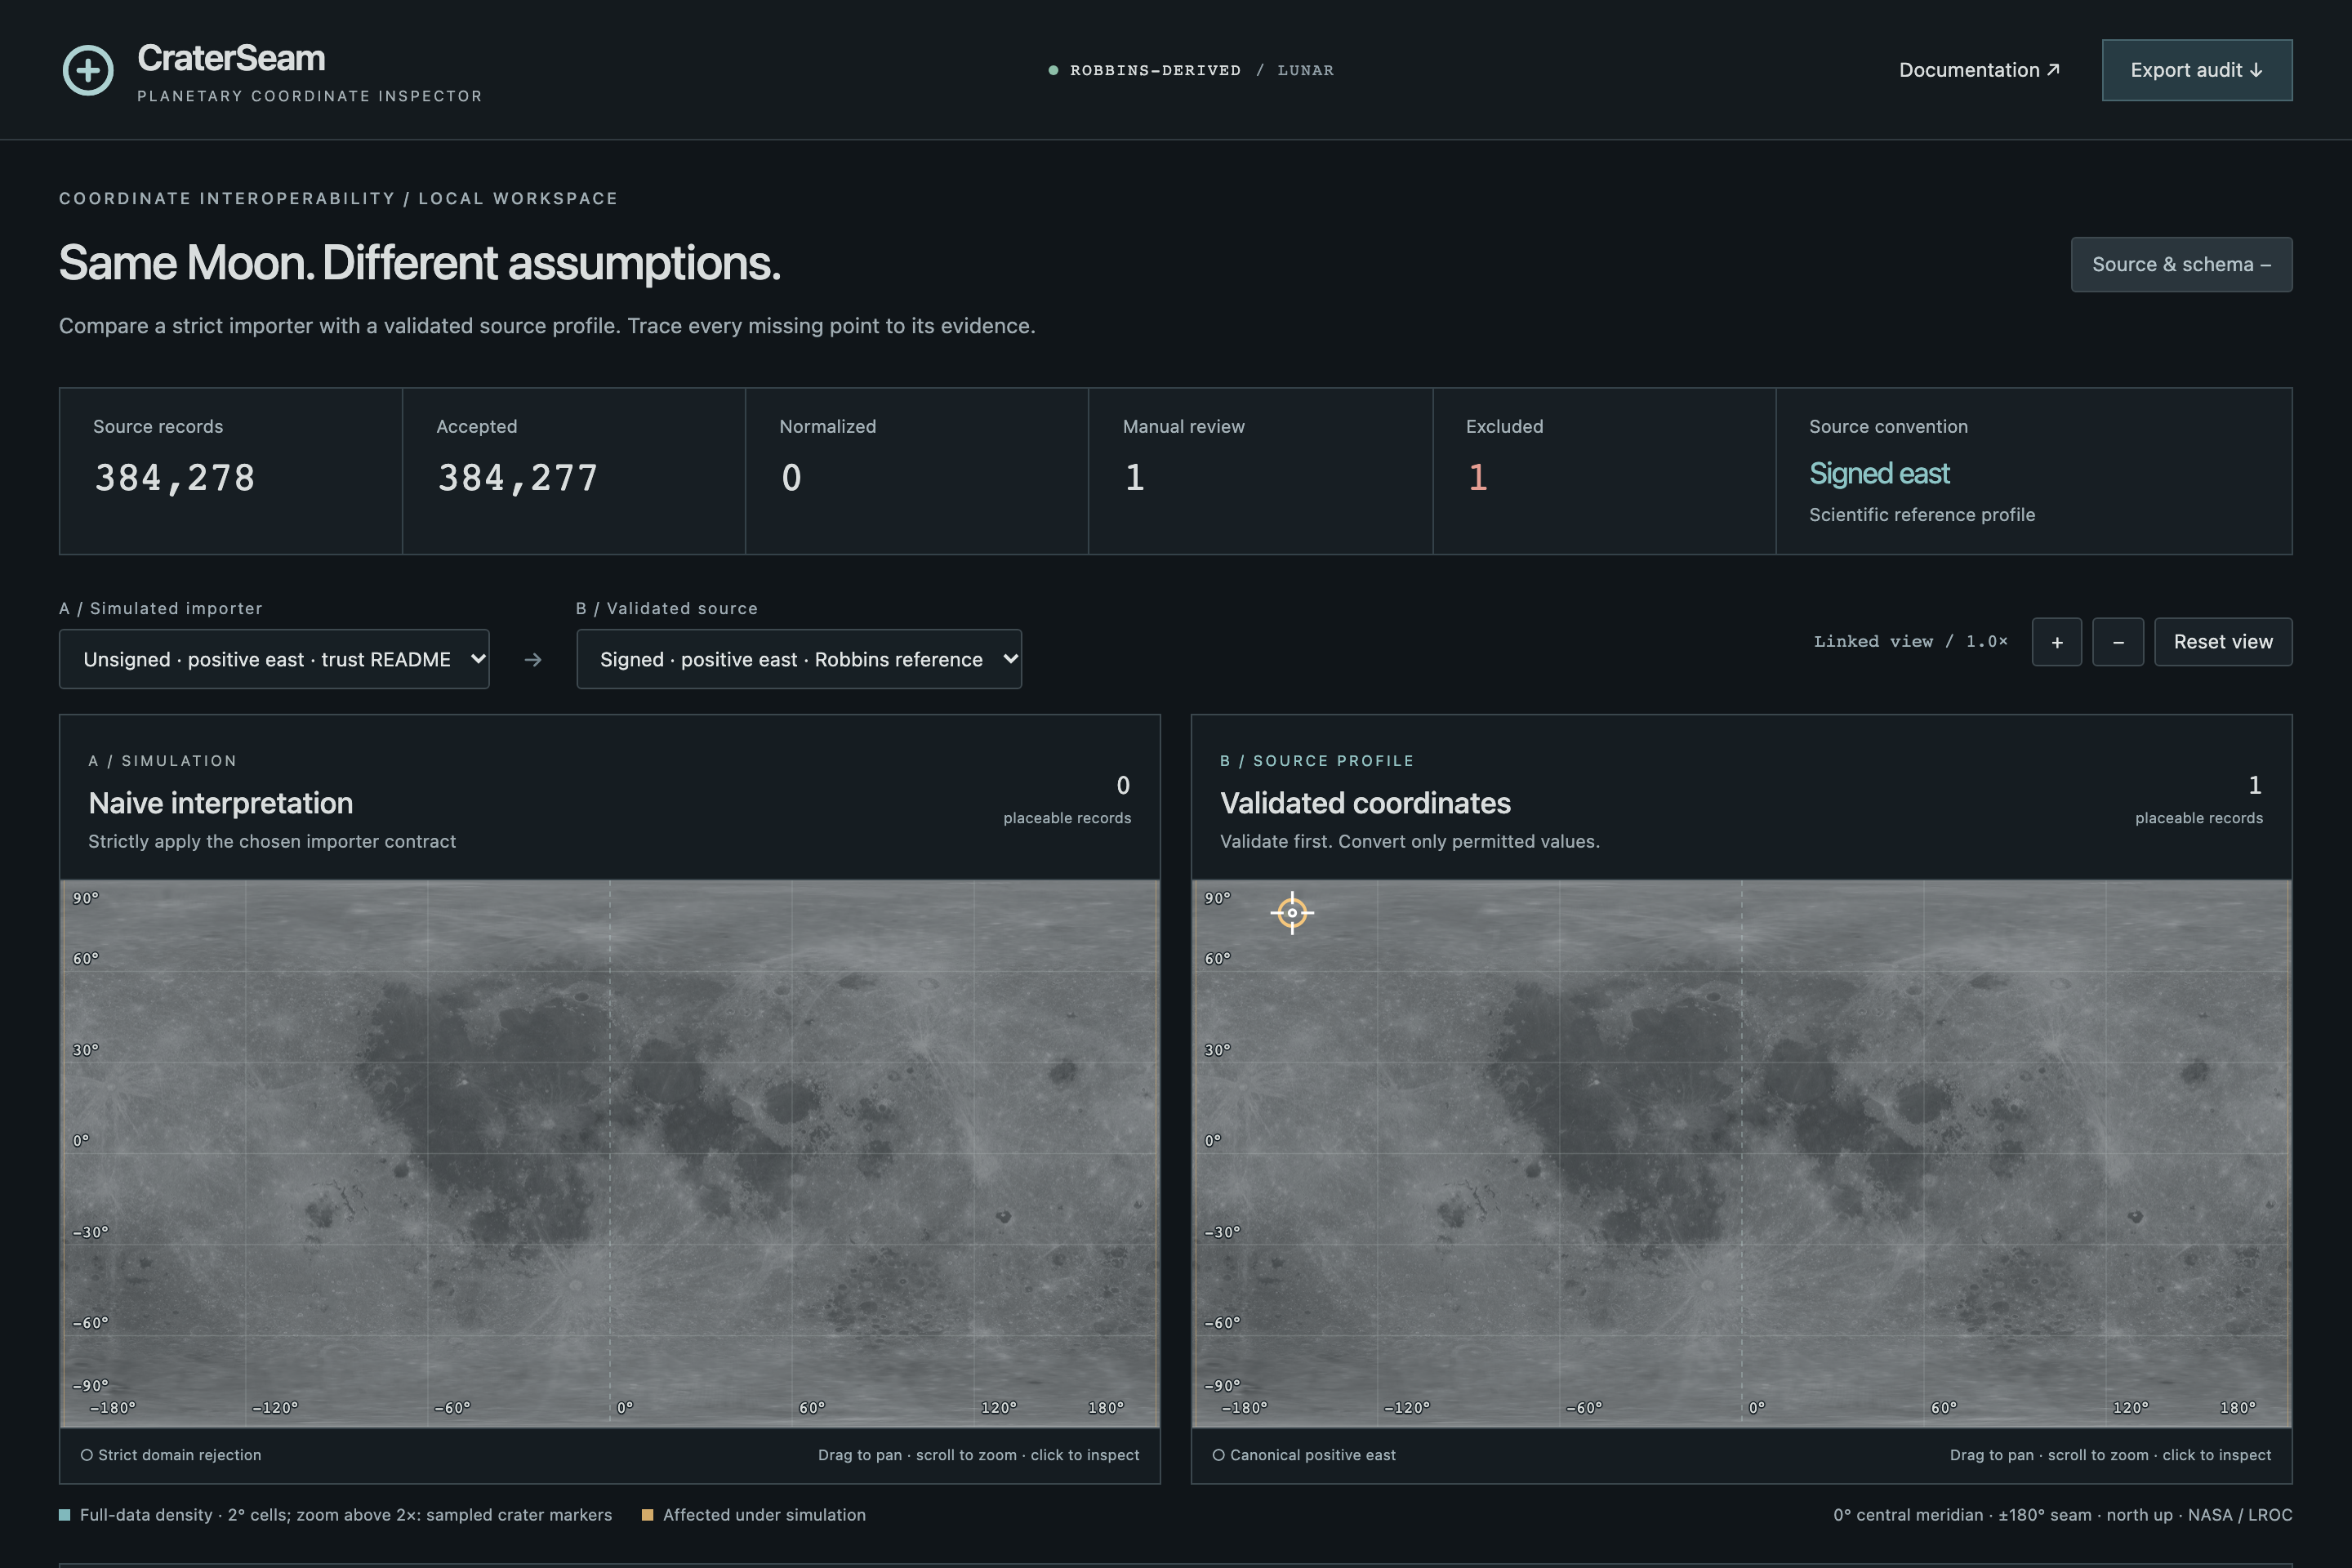 CraterSeam
PLANETARY COORDINATE INSPECTOR
ROBBINS-DERIVED / LUNAR
Documentation ↗
Export audit ↓
COORDINATE INTEROPERABILITY / LOCAL WORKSPACE
Same Moon. Different assumptions.
Source & schema –
Compare a strict importer with a validated source profile. Trace every missing point to its evidence.
Source records
384,278
Accepted
384,277
Normalized
0
Manual review
1
Excluded
1
Source convention
Signed east
Scientific reference profile
A / Simulated importer
Unsigned · positive east · trust README
→
B / Validated source
Signed · positive east · Robbins reference
Linked view / 1.0×
+
−
Reset view
A / SIMULATION
Naive interpretation
Strictly apply the chosen importer contract
0
placeable records
90°
60°
30°
0°
−30°
−60°
−90°
−180°
−120°
−60°
0°
60°
120°
180°
Strict domain rejection
Drag to pan · scroll to zoom · click to inspect
B / SOURCE PROFILE
Validated coordinates
Validate first. Convert only permitted values.
1
placeable records
90°
60°
30°
0°
−30°
−60°
−90°
−180°
−120°
−60°
0°
60°
120°
180°
Canonical positive east
Drag to pan · scroll to zoom · click to inspect
Full-data density · 2° cells; zoom above 2×: sampled crater markers
Affected under simulation
0° central meridian · ±180° seam · north up · NASA / LROC